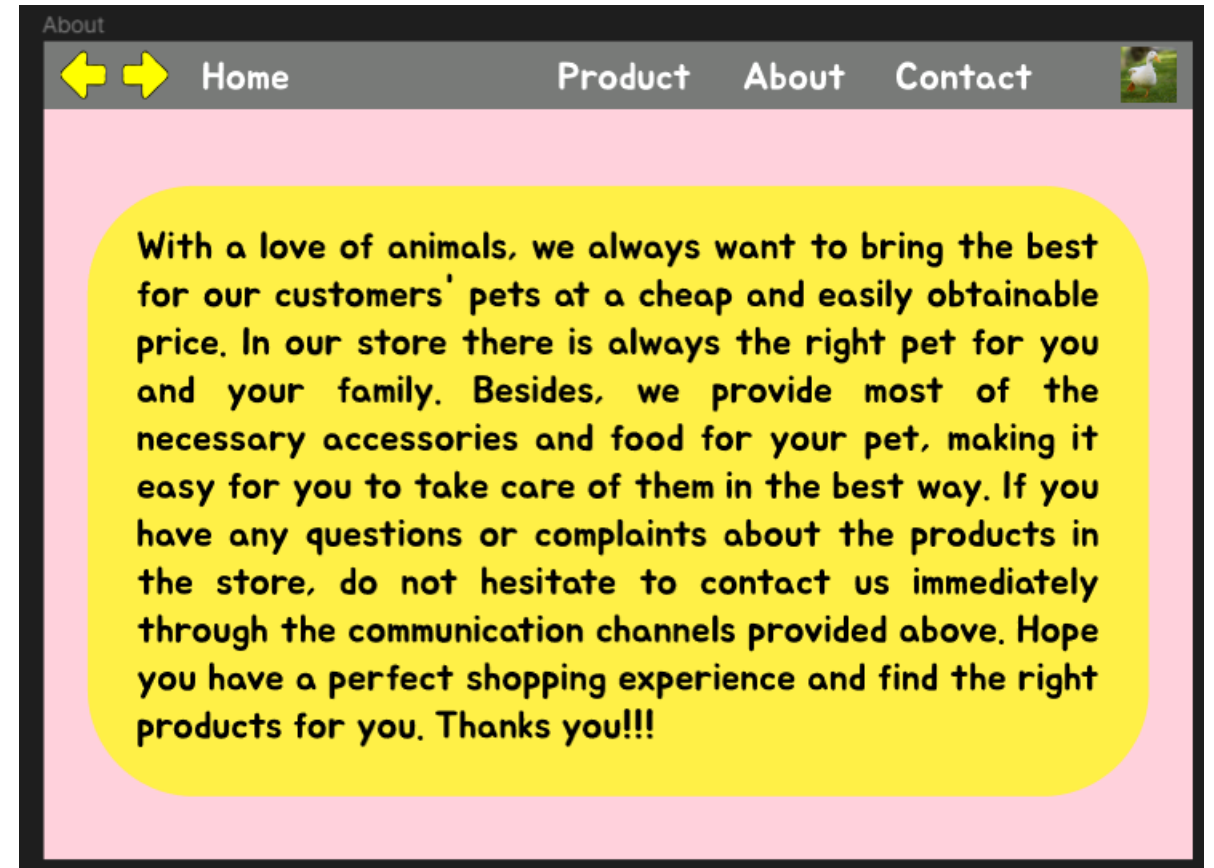 About
Home Product About Contact
With a love of animals, we always want to bring the best
for our customers' pets at a cheap and easily obtainable
price. In our store there is always the right pet for you
and your family. Besides, we provide most of the
necessary accessories and food for your pet, making it
easy for you to take care of them in the best way. If you
have any questions or complaints about the products in
the store, do not hesitate to contact us immediately
through the communication channels provided above. Hope
you have a perfect shopping experience and find the right
products for you. Thanks you!!!